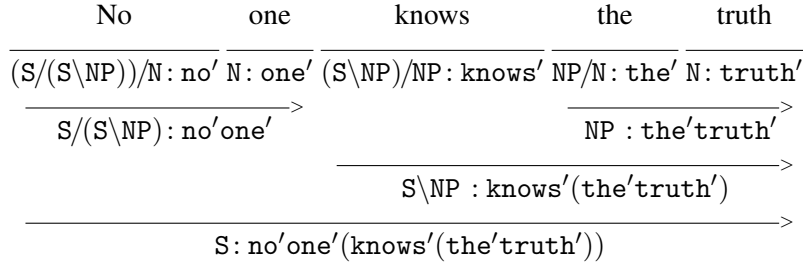 No one knows the truth
(S/(S\NP))/N: no′ N: one′ (S\NP)/NP: knows′ NP/N: the′ N: truth′
> >
S/(S\NP): no′one′ NP : the′truth′
>
S\NP : knows′(the′truth′)
>
S: no′one′(knows′(the′truth′))